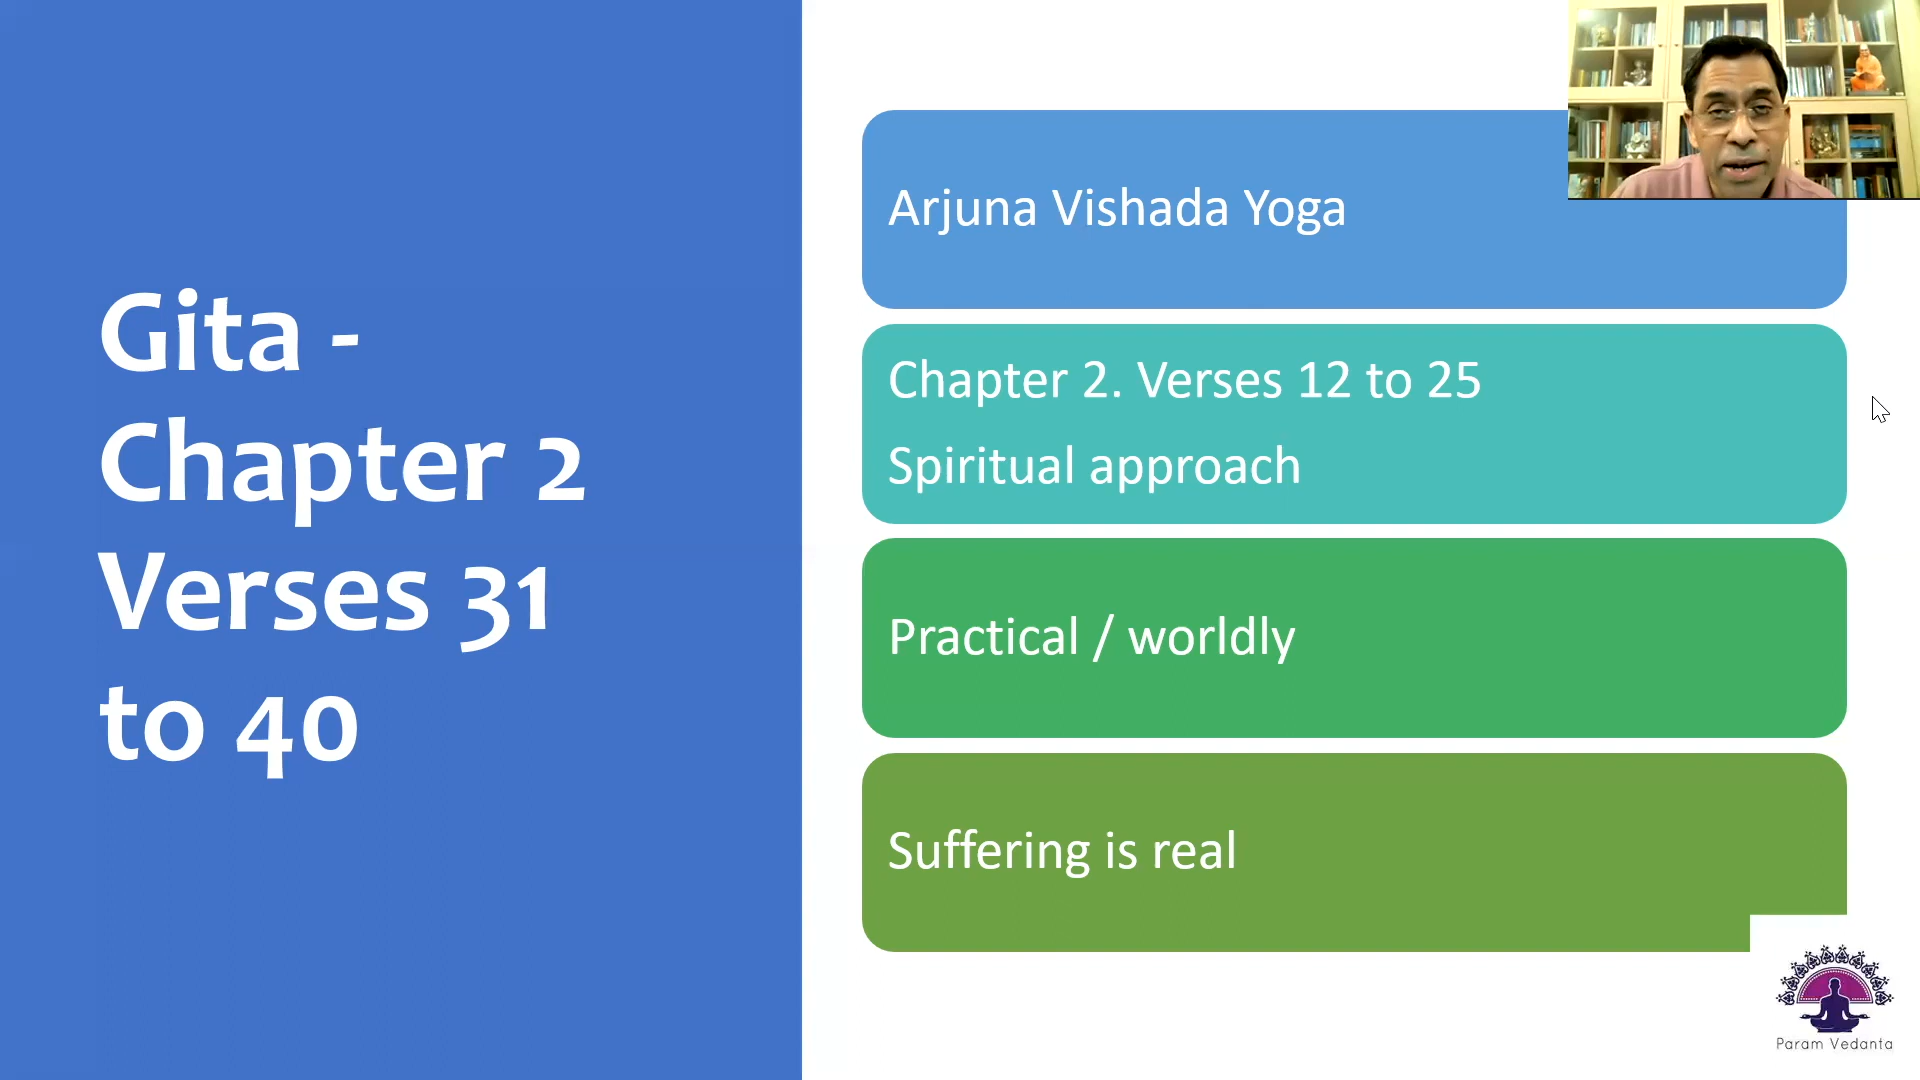 Gita -
Chapter 2
Verses 31
to 40
Arjuna Vishada Yoga
Chapter 2. Verses 12 to 25
Spiritual approach
Practical / worldly
Suffering is real
Param Vedanta